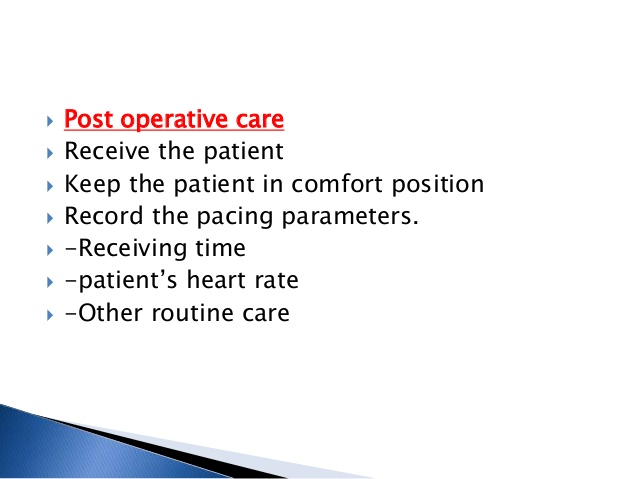 Post operative care
Receive the patient
Keep the patient in comfort position
Record the pacing parameters.
-Receiving time
-patient's heart rate
-Other routine care